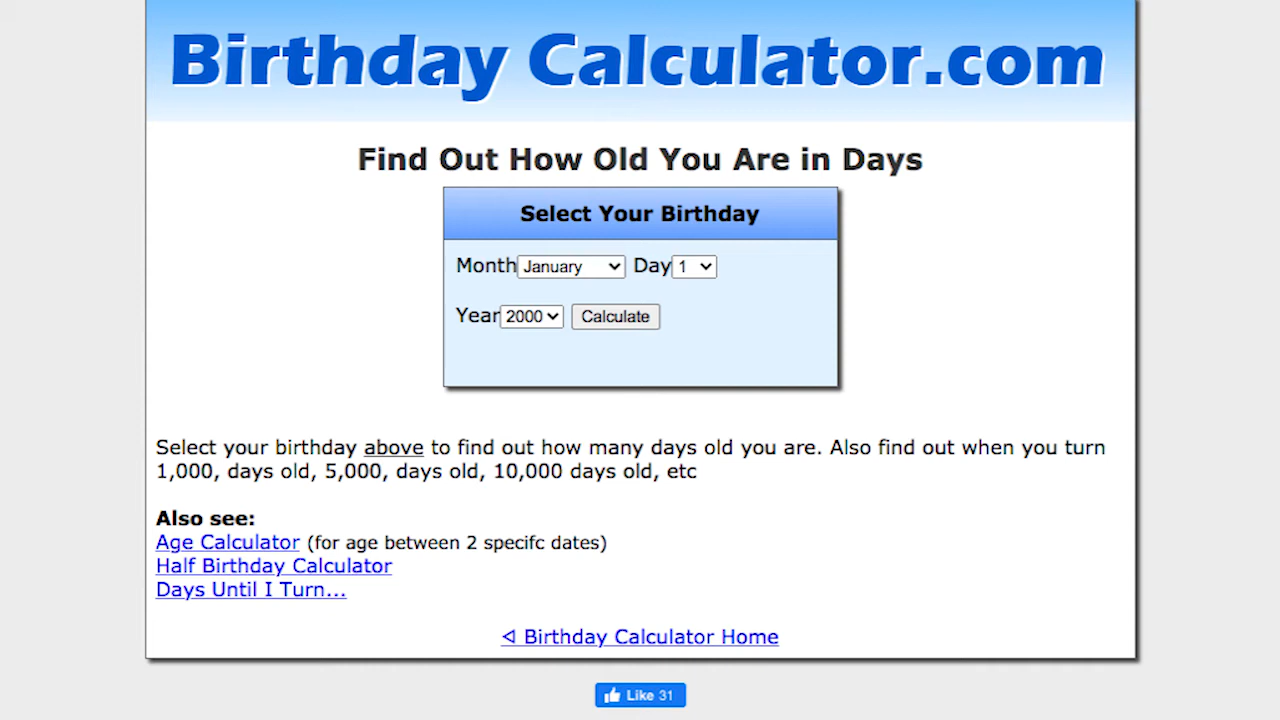 Birthday Calculator.com
Find Out How Old You Are in Days
Select Your Birthday
Month January Day 1
Year 2000 Calculate
Select your birthday above to find out how many days old you are. Also find out when you turn
1,000, days old, 5,000, days old, 10,000 days old, etc
Also see:
Age Calculator (for age between 2 specifc dates)
Half Birthday Calculator
Days Until I Turn...
ᐊ Birthday Calculator Home
Like 31